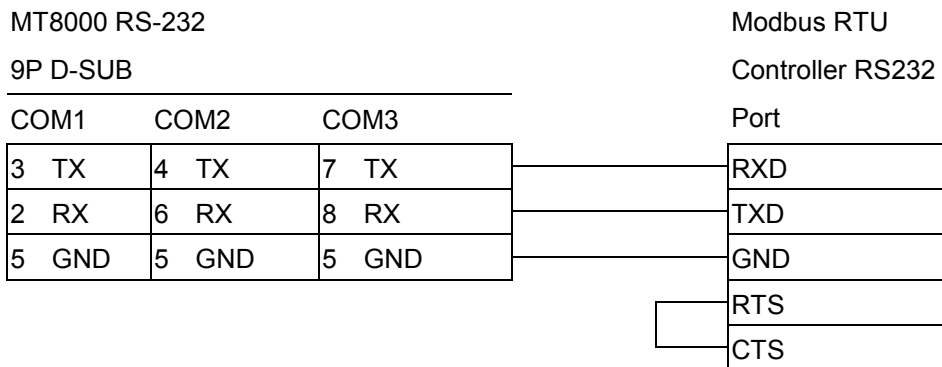 MT8000 RS-232 Modbus RTU
9P D-SUB Controller RS232
COM1 COM2 COM3 Port
3 TX 4 TX 7 TX RXD
2 RX 6 RX 8 RX TXD
5 GND 5 GND 5 GND GND
RTS
CTS